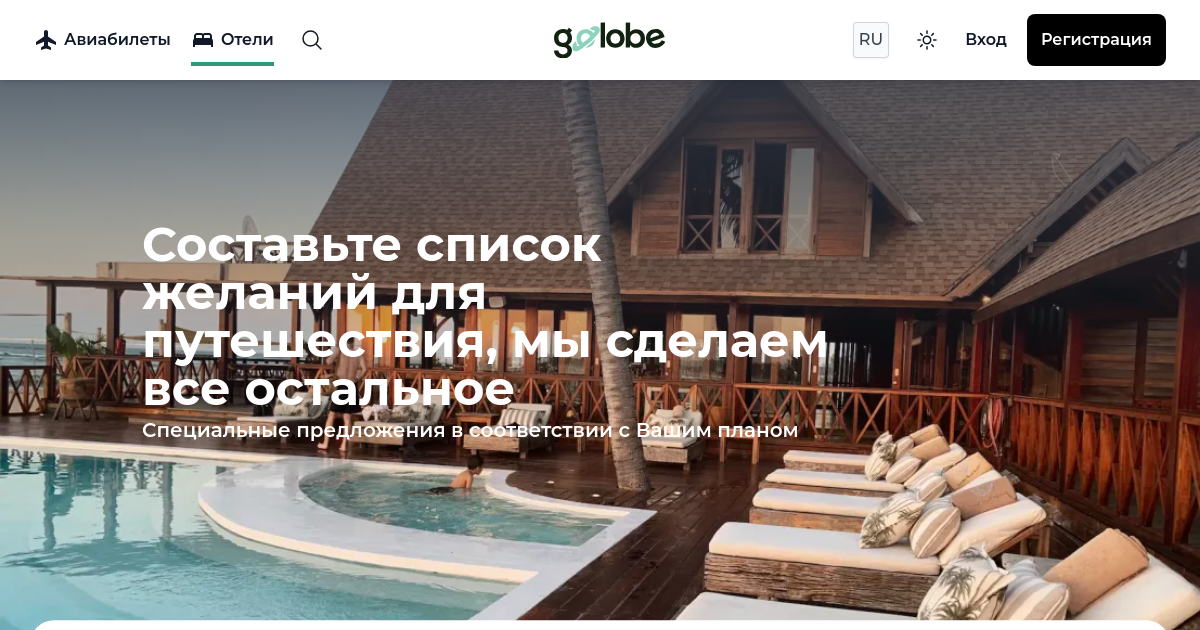 Авиабилеты
Отели
golobe
RU
Вход
Регистрация
Составьте список
желаний для
путешествия, мы сделаем
все остальное
Специальные предложения в соответствии с Вашим планом